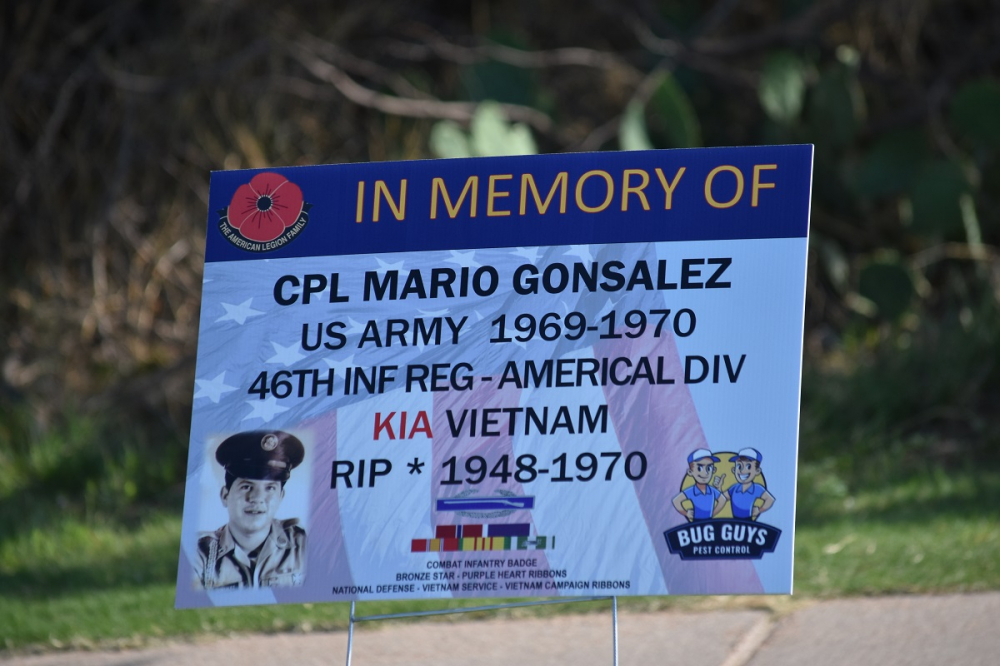 IN MEMORY OF
THE AMERICAN LEGION FAMILY
CPL MARIO GONSALEZ
US ARMY 1969-1970
46TH INF REG - AMERICAL DIV
KIA VIETNAM
RIP * 1948-1970
BUG GUYS
PEST CONTROL
COMBAT INFANTRY BADGE
BRONZE STAR - PURPLE HEART RIBBONS
NATIONAL DEFENSE - VIETNAM SERVICE - VIETNAM CAMPAIGN RIBBONS